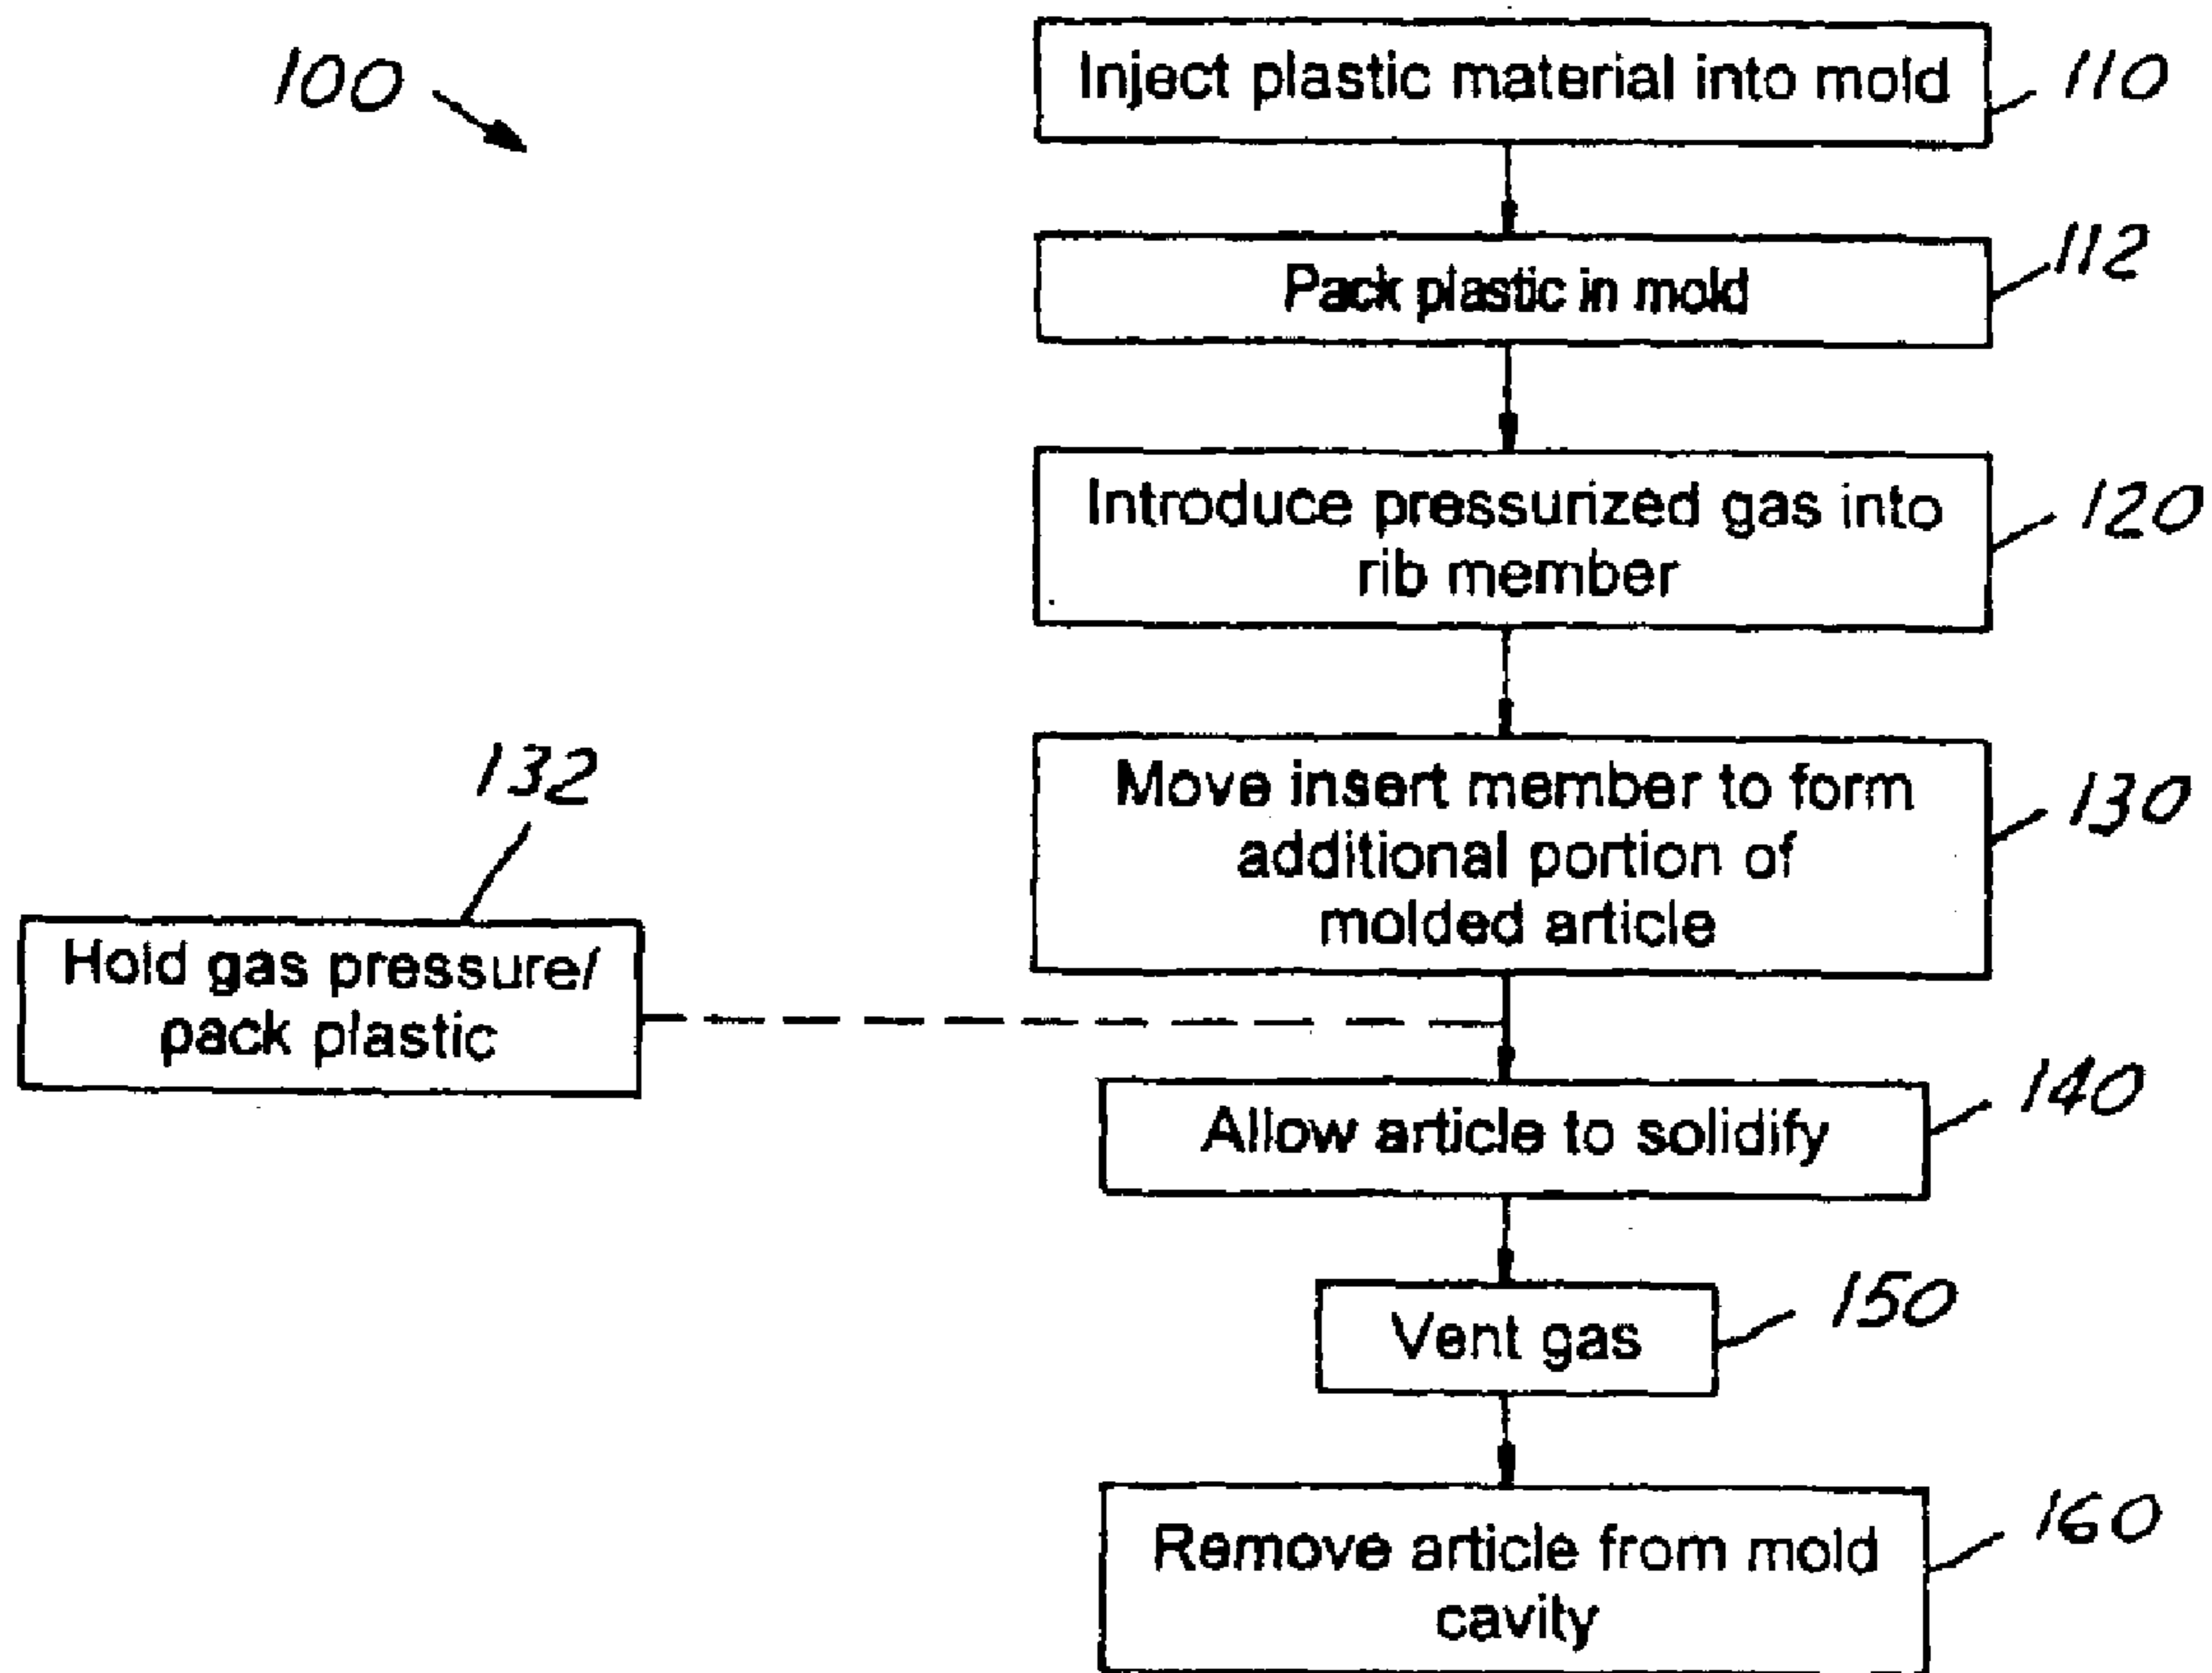 100
Inject plastic material into mold
110
Pack plastic in mold
112
Introduce pressurized gas into
rib member
120
Move insert member to form
additional portion of
molded article
130
132
Hold gas pressure/
pack plastic
Allow article to solidify
140
Vent gas
150
Remove article from mold
cavity
160